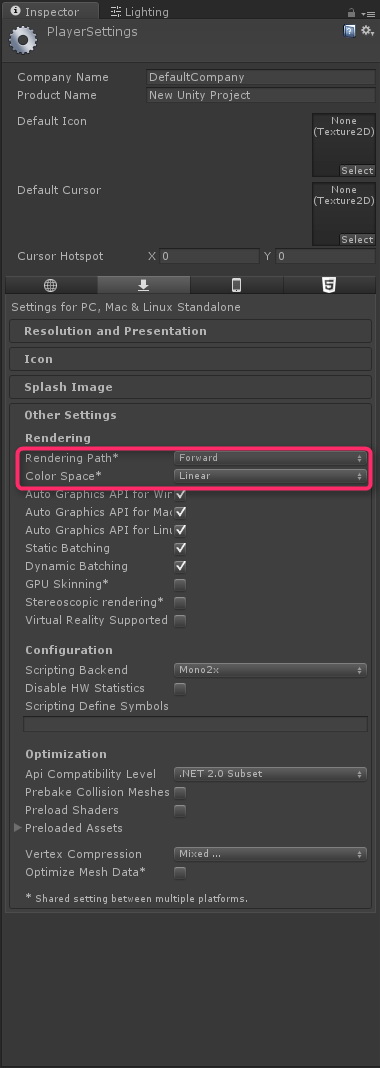 Inspector
Lighting
PlayerSettings
Company Name DefaultCompany
Product Name New Unity Project
Default Icon
None
(Texture2D)
Select
Default Cursor
None
(Texture2D)
Select
Cursor Hotspot X 0 Y 0
Settings for PC, Mac & Linux Standalone
Resolution and Presentation
Icon
Splash Image
Other Settings
Rendering
Rendering Path* Forward
Color Space* Linear
Auto Graphics API for Wir
Auto Graphics API for Mac
Auto Graphics API for Linu
Static Batching
Dynamic Batching
GPU Skinning*
Stereoscopic rendering*
Virtual Reality Supported
Configuration
Scripting Backend Mono2x
Disable HW Statistics
Scripting Define Symbols
Optimization
Api Compatibility Level .NET 2.0 Subset
Prebake Collision Meshes
Preload Shaders
Preloaded Assets
Vertex Compression Mixed ...
Optimize Mesh Data*
* Shared setting between multiple platforms.